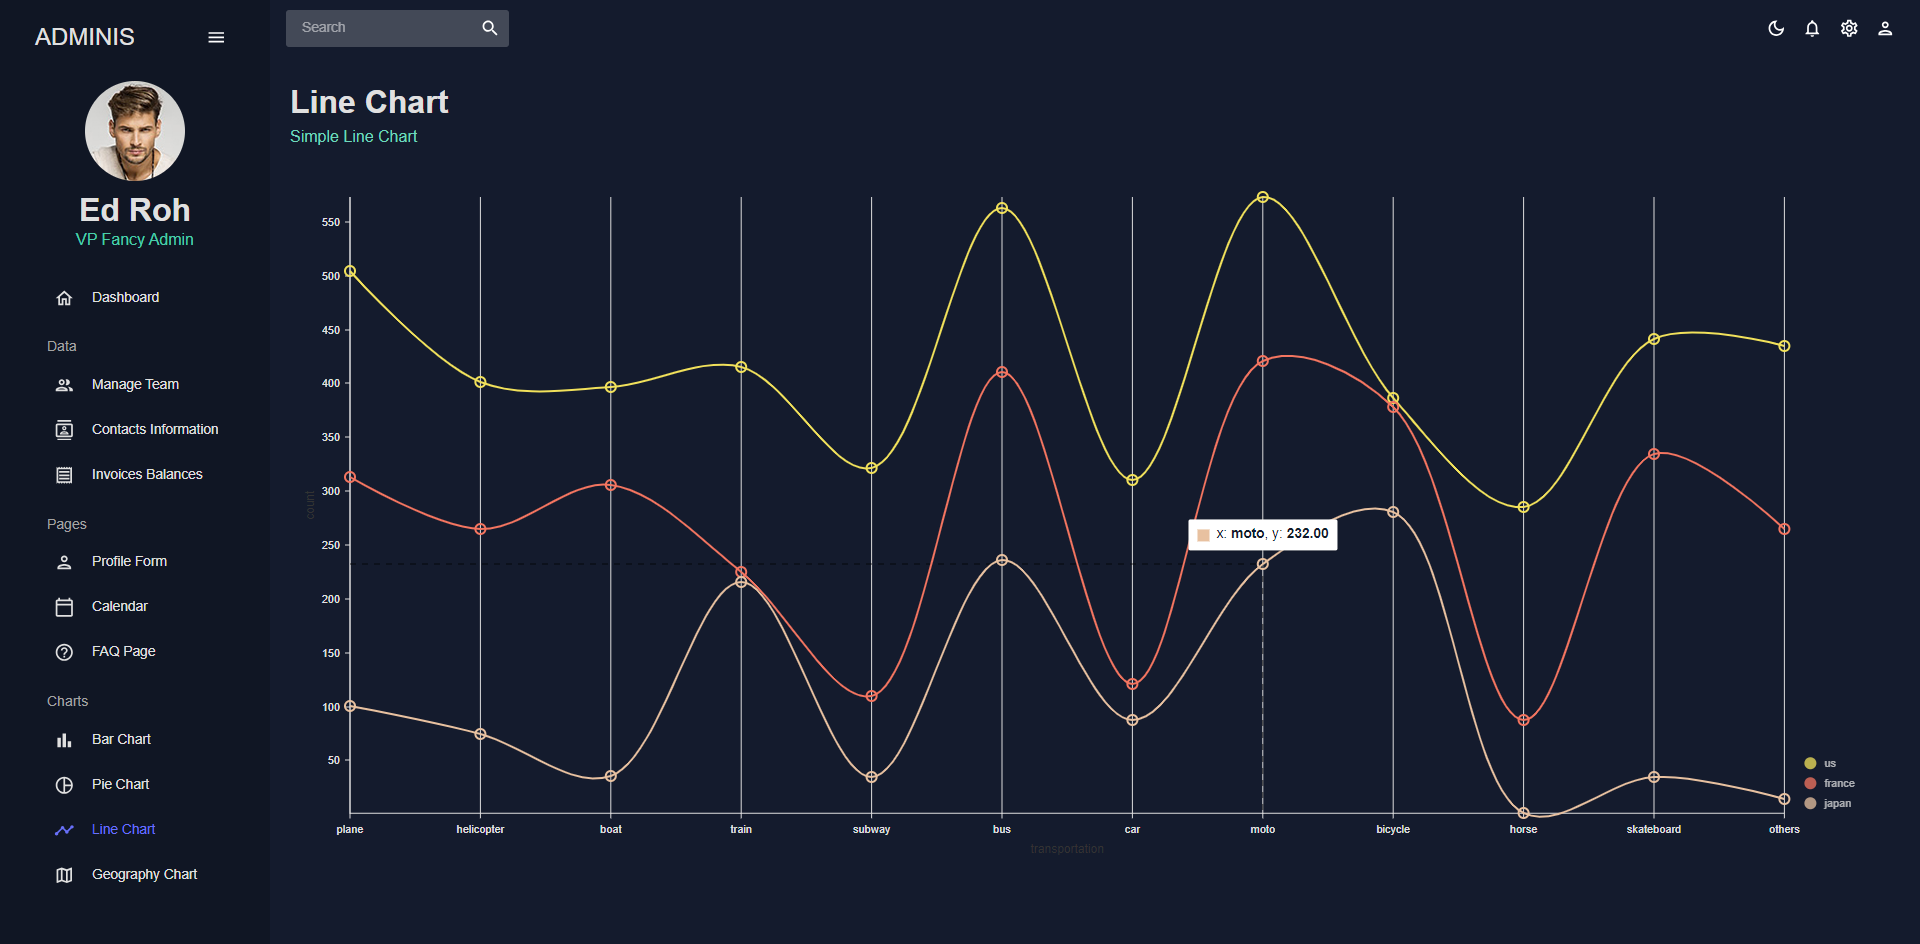 ADMINIS
Search
Ed Roh
VP Fancy Admin
Dashboard
Data
Manage Team
Contacts Information
Invoices Balances
Pages
Profile Form
Calendar
FAQ Page
Charts
Bar Chart
Pie Chart
Line Chart
Geography Chart
Line Chart
Simple Line Chart
550
500
450
400
350
300
250
200
150
100
50
count
x: moto, y: 232.00
plane helicopter boat train subway bus car moto bicycle horse skateboard others
transportation
us
france
japan